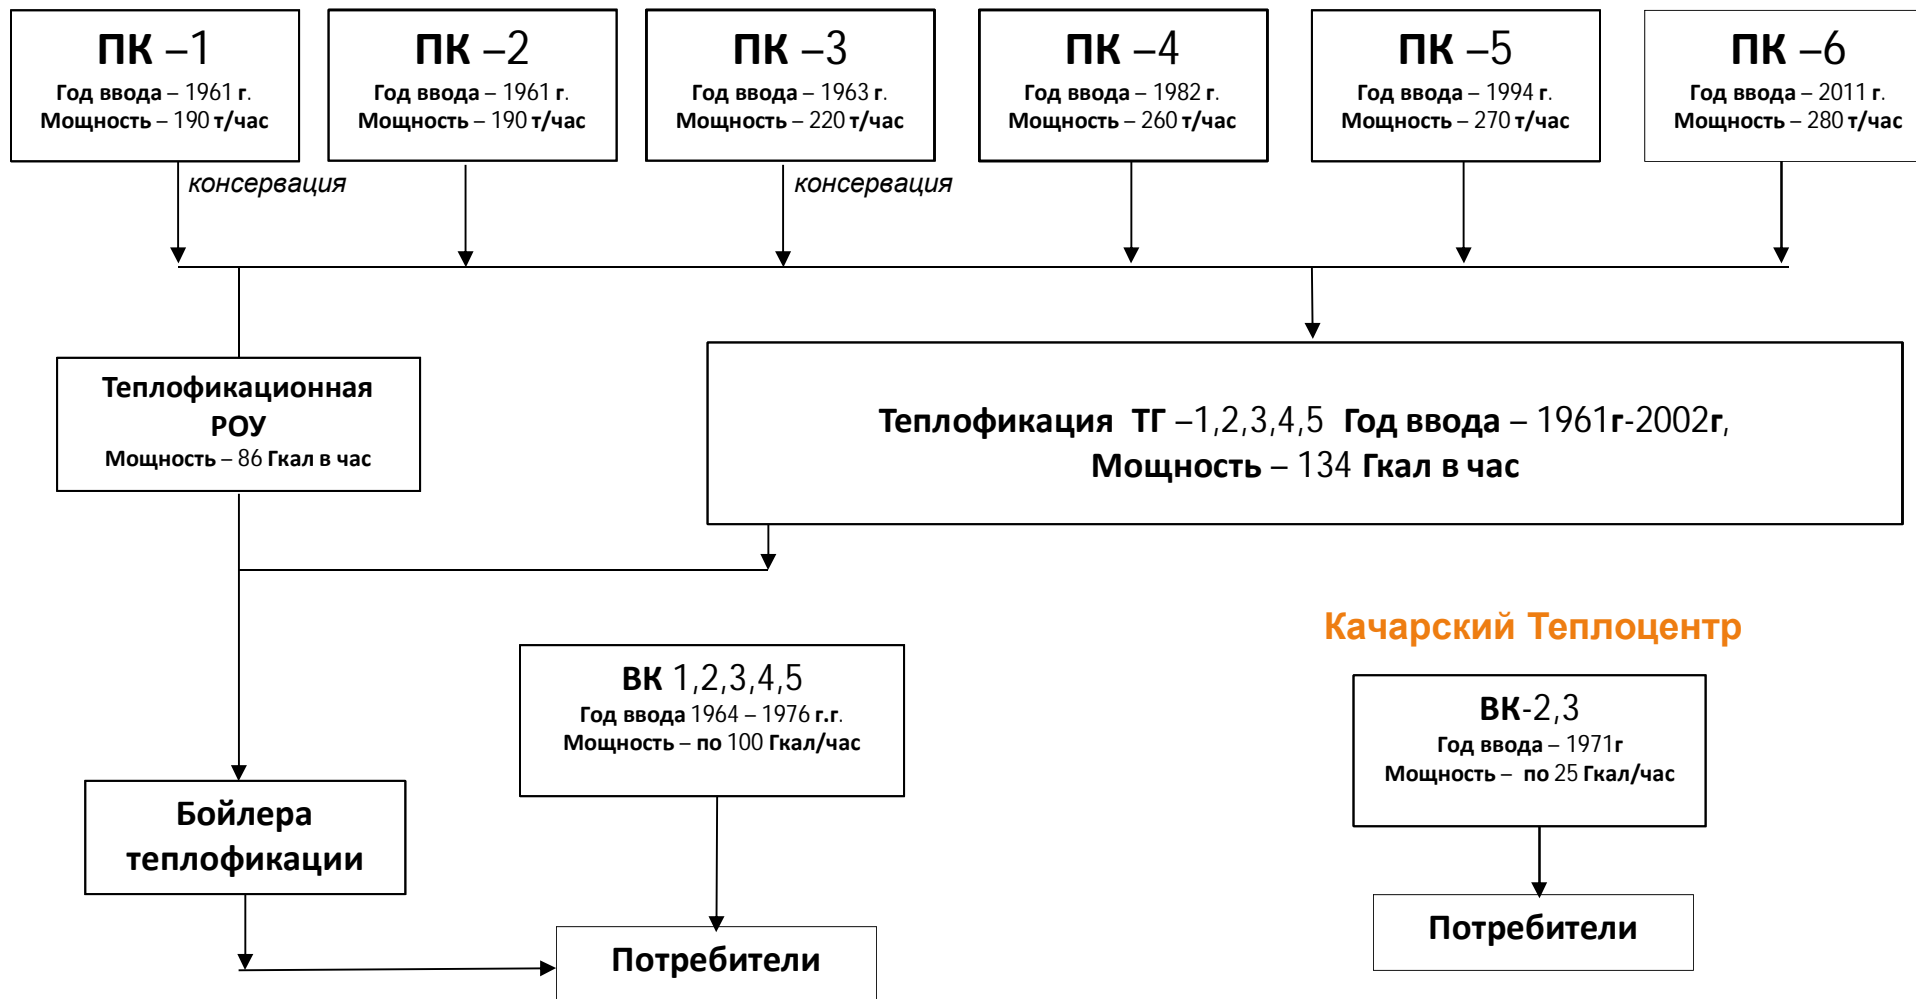 ПК –1
Год ввода – 1961 г.
Мощность – 190 т/час
ПК –2
Год ввода – 1961 г.
Мощность – 190 т/час
ПК –3
Год ввода – 1963 г.
Мощность – 220 т/час
ПК –4
Год ввода – 1982 г.
Мощность – 260 т/час
ПК –5
Год ввода – 1994 г.
Мощность – 270 т/час
ПК –6
Год ввода – 2011 г.
Мощность – 280 т/час
консервация
консервация
Теплофикационная
РОУ
Мощность – 86 Гкал в час
Теплофикация ТГ –1,2,3,4,5 Год ввода – 1961г-2002г,
Мощность – 134 Гкал в час
Качарский Теплоцентр
ВК 1,2,3,4,5
Год ввода 1964 – 1976 г.г.
Мощность – по 100 Гкал/час
ВК-2,3
Год ввода – 1971г
Мощность – по 25 Гкал/час
Бойлера
теплофикации
Потребители
Потребители